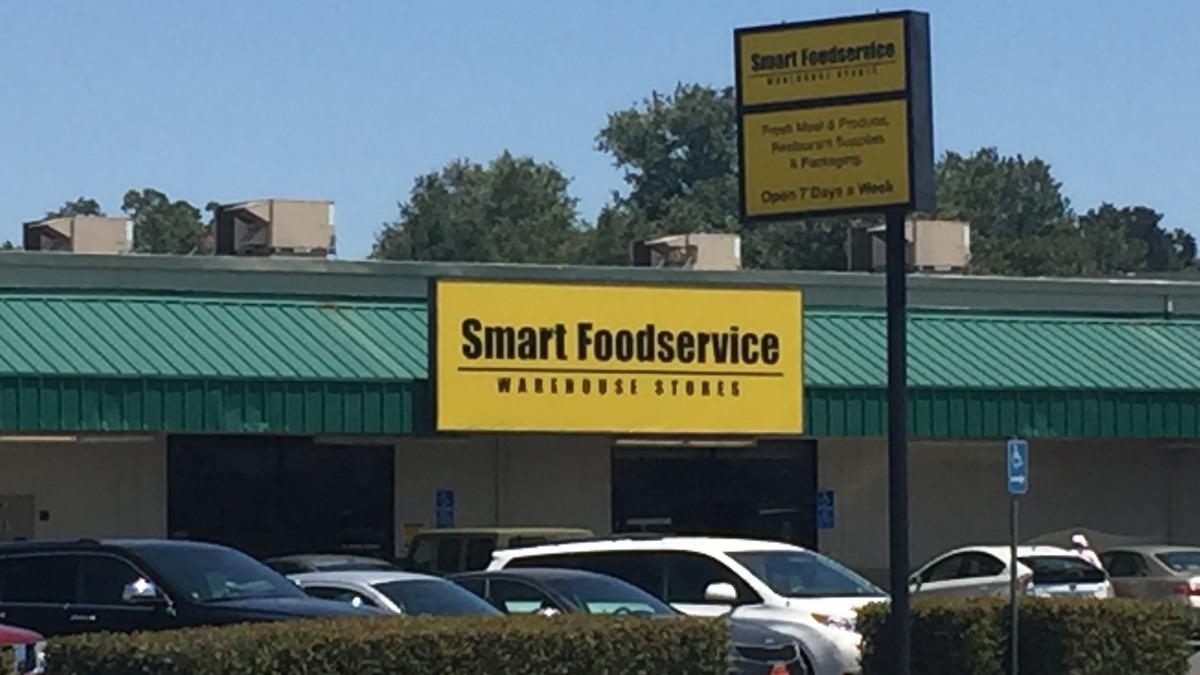 Smart Foodservice
WAREHOUSE STORES
Fresh Meat & Produce,
Restaurant Supplies
& Packaging.
Open 7 Days a Week
Smart Foodservice
WAREHOUSE STORES